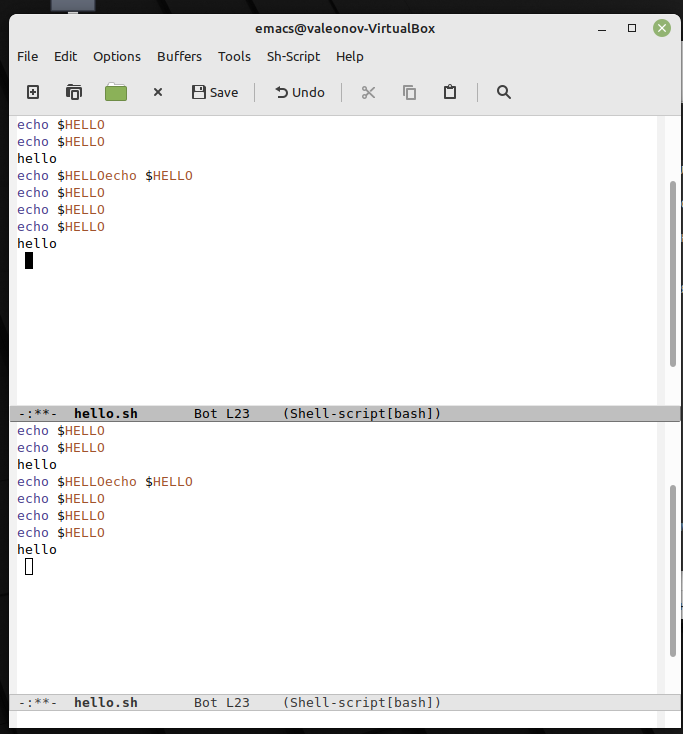 emacs@valeonov-VirtualBox
File Edit Options Buffers Tools Sh-Script Help
Save Undo
echo $HELLO
echo $HELLO
hello
echo $HELLOecho $HELLO
echo $HELLO
echo $HELLO
echo $HELLO
hello
-:**- hello.sh Bot L23 (Shell-script[bash])
echo $HELLO
echo $HELLO
hello
echo $HELLOecho $HELLO
echo $HELLO
echo $HELLO
echo $HELLO
hello
-:**- hello.sh Bot L23 (Shell-script[bash])